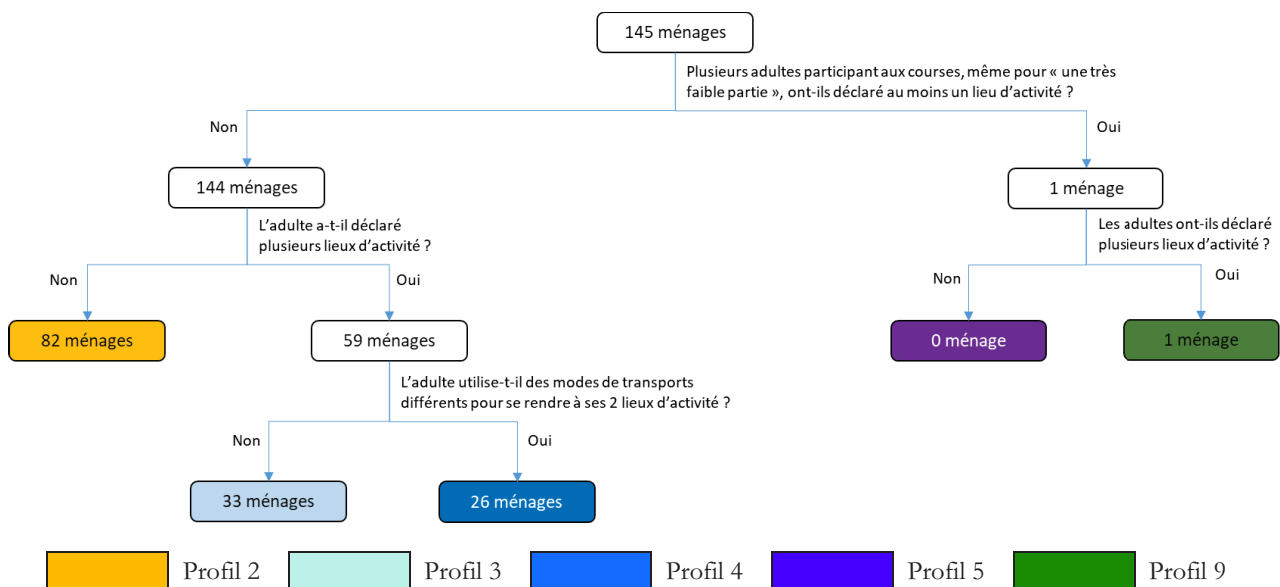 145 ménages
Plusieurs adultes participant aux courses, même pour « une très
faible partie », ont-ils déclaré au moins un lieu d’activité ?
Non
Oui
144 ménages
1 ménage
L’adulte a-t-il déclaré
plusieurs lieux d’activité ?
Les adultes ont-ils déclaré
plusieurs lieux d’activité ?
Non
Oui
Non
Oui
82 ménages
59 ménages
0 ménage
1 ménage
L’adulte utilise-t-il des modes de transports
différents pour se rendre à ses 2 lieux d’activité ?
Non
Oui
33 ménages
26 ménages
Profil 2
Profil 3
Profil 4
Profil 5
Profil 9